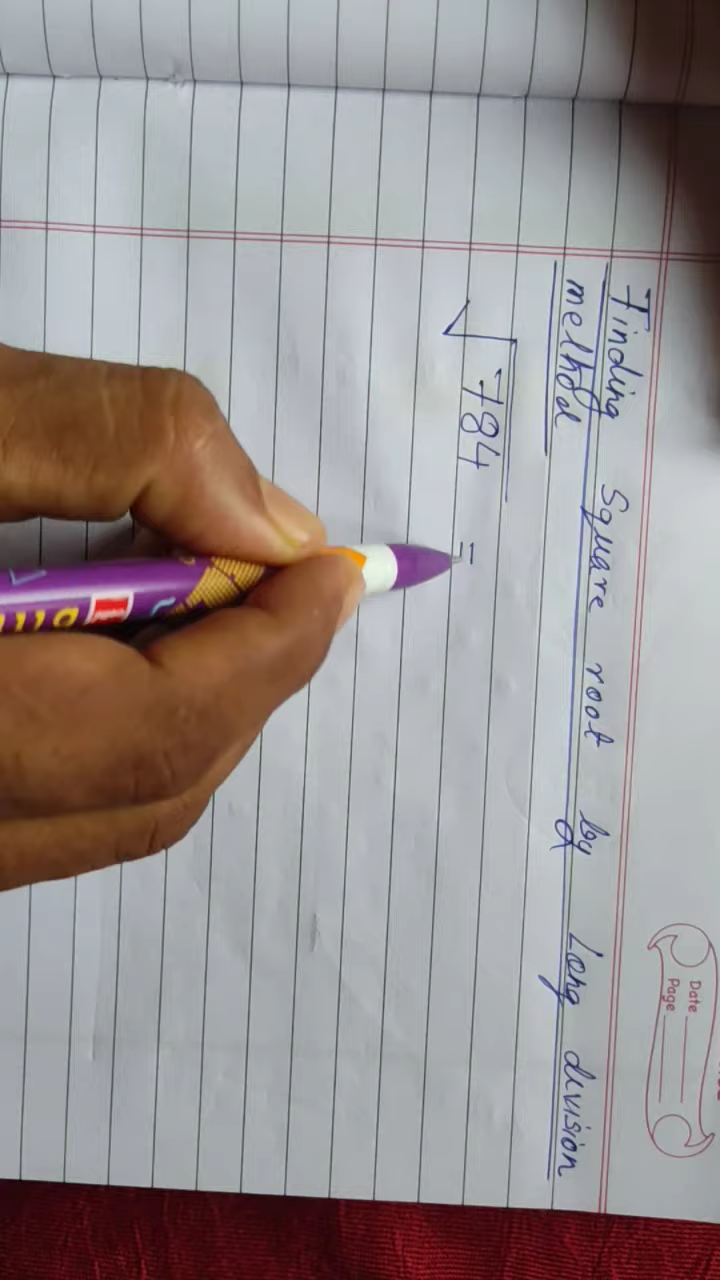 Date
Page
Finding Square root by Long division
method
√784 =